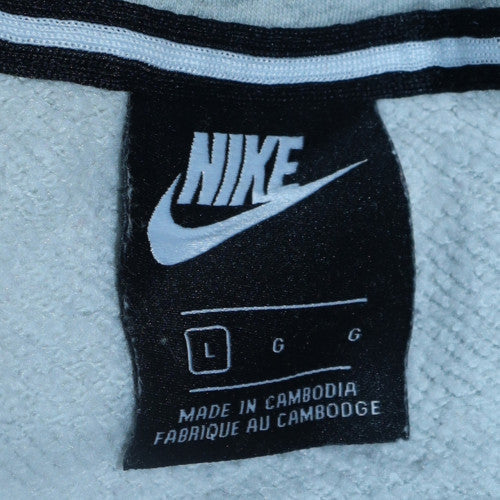 NIKE
L G G
MADE IN CAMBODIA
FABRIQUE AU CAMBODGE